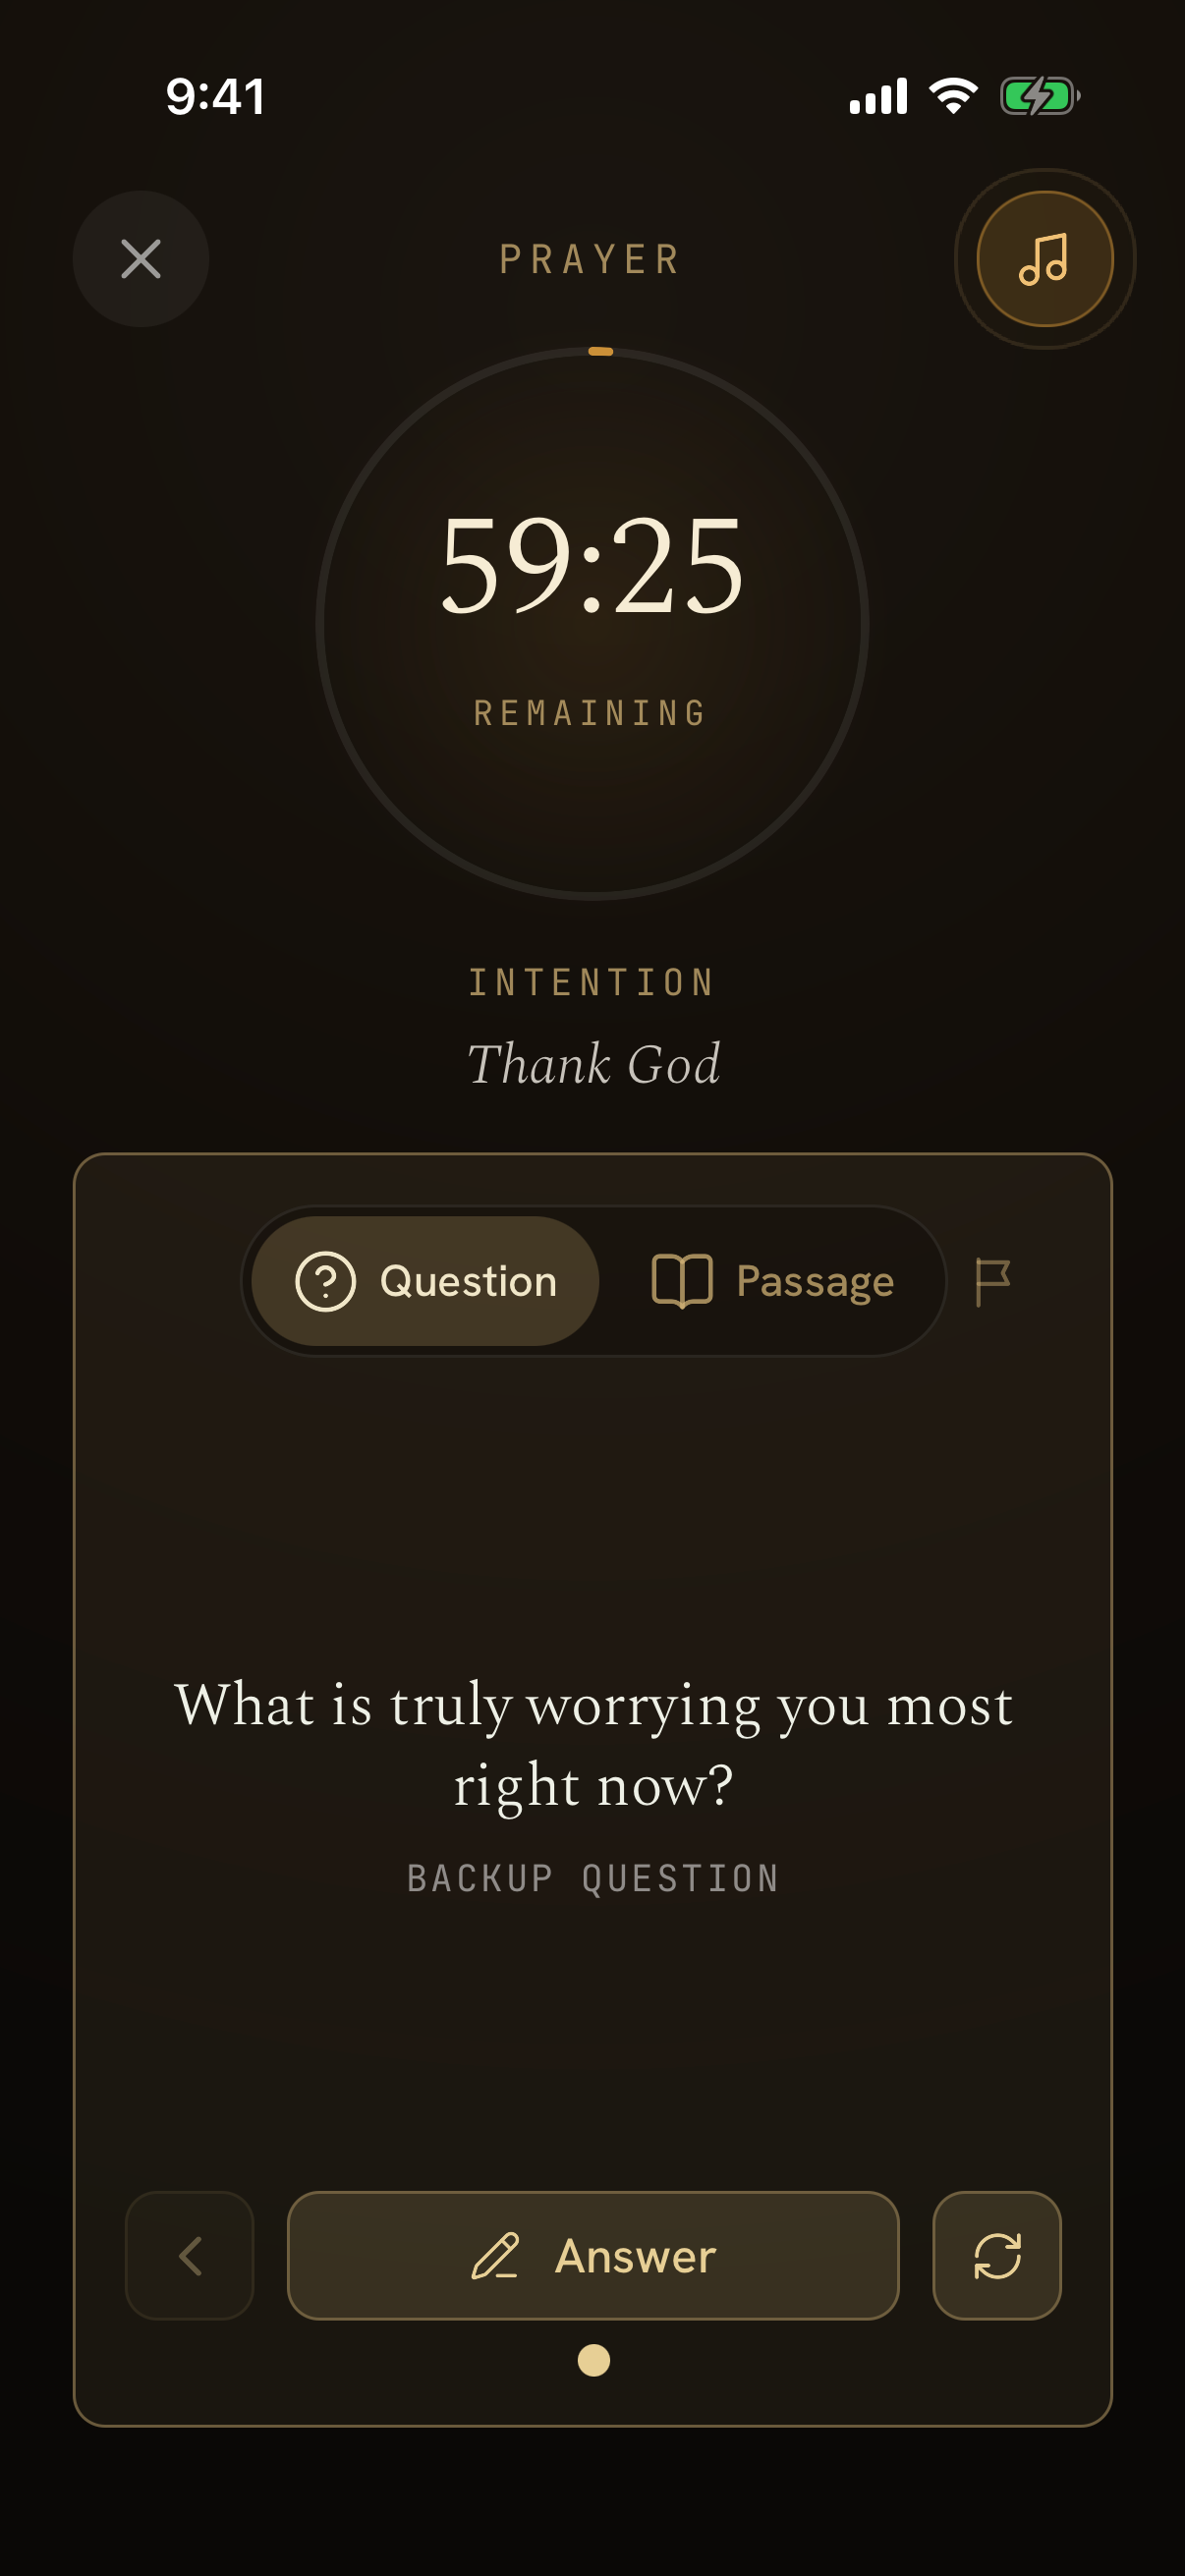 9:41
PRAYER
59:25
REMAINING
INTENTION
Thank God
Question
Passage
What is truly worrying you most
right now?
BACKUP QUESTION
Answer